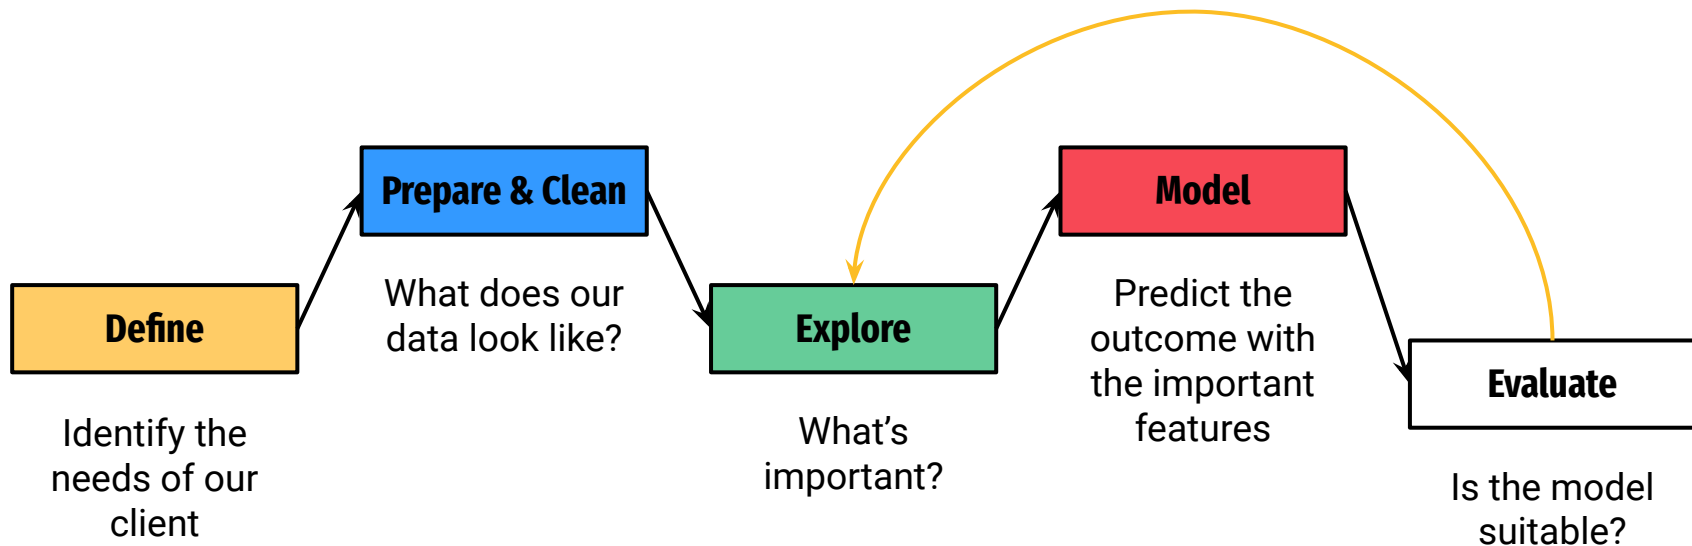 Define
Identify the
needs of our
client
Prepare & Clean
What does our
data look like?
Explore
What’s
important?
Model
Predict the
outcome with
the important
features
Evaluate
Is the model
suitable?